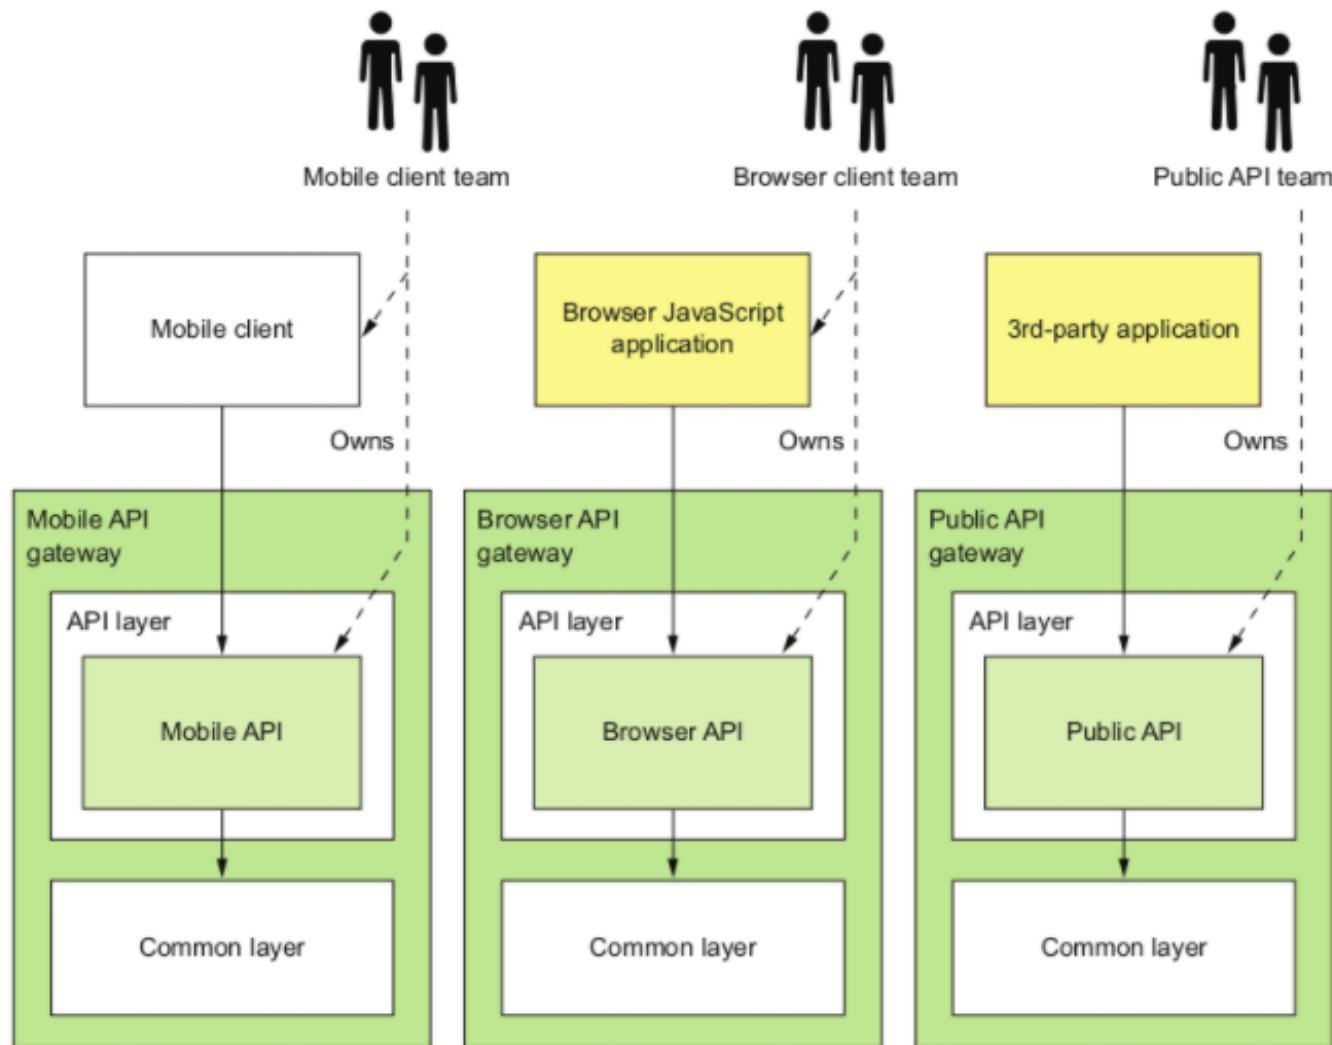 Mobile client team
Browser client team
Public API team
Mobile client
Browser JavaScript
application
3rd-party application
Owns
Owns
Owns
Mobile API
gateway
Browser API
gateway
Public API
gateway
API layer
API layer
API layer
Mobile API
Browser API
Public API
Common layer
Common layer
Common layer